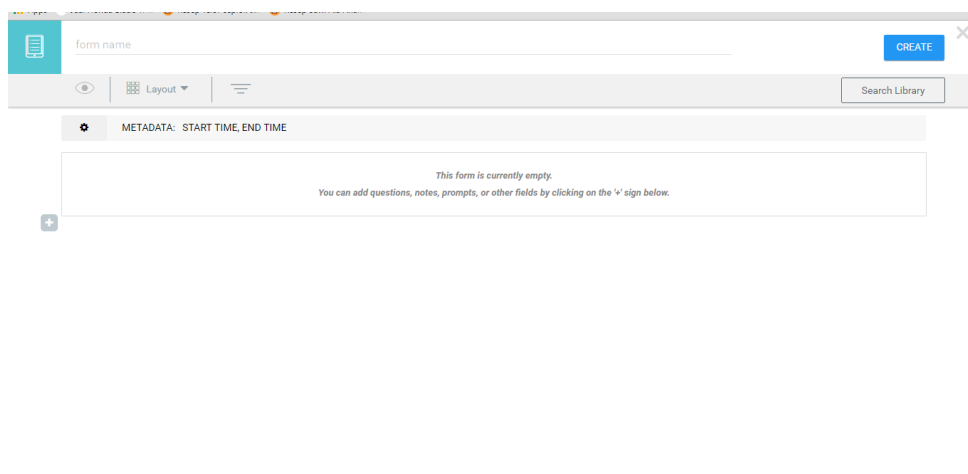 form name
CREATE
Layout
Search Library
METADATA: START TIME, END TIME
This form is currently empty.
You can add questions, notes, prompts, or other fields by clicking on the '+' sign below.